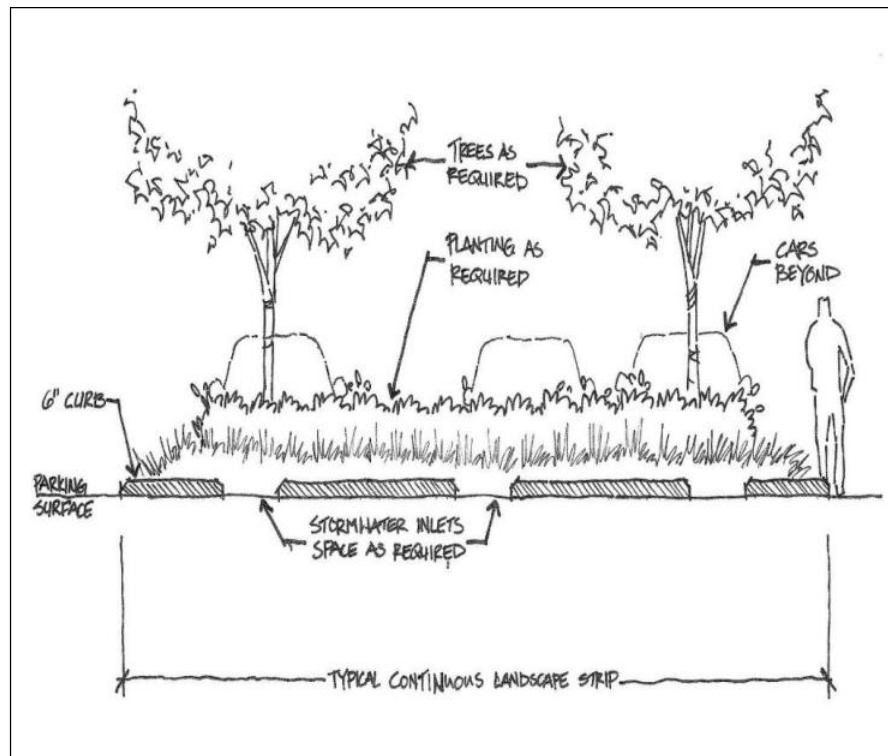 TREES AS
REQUIRED
PLANTING AS
REQUIRED
CARS
BEYOND
6" CURB
PARKING
SURFACE
STORMWATER INLETS
SPACE AS REQUIRED
TYPICAL CONTINUOUS LANDSCAPE STRIP